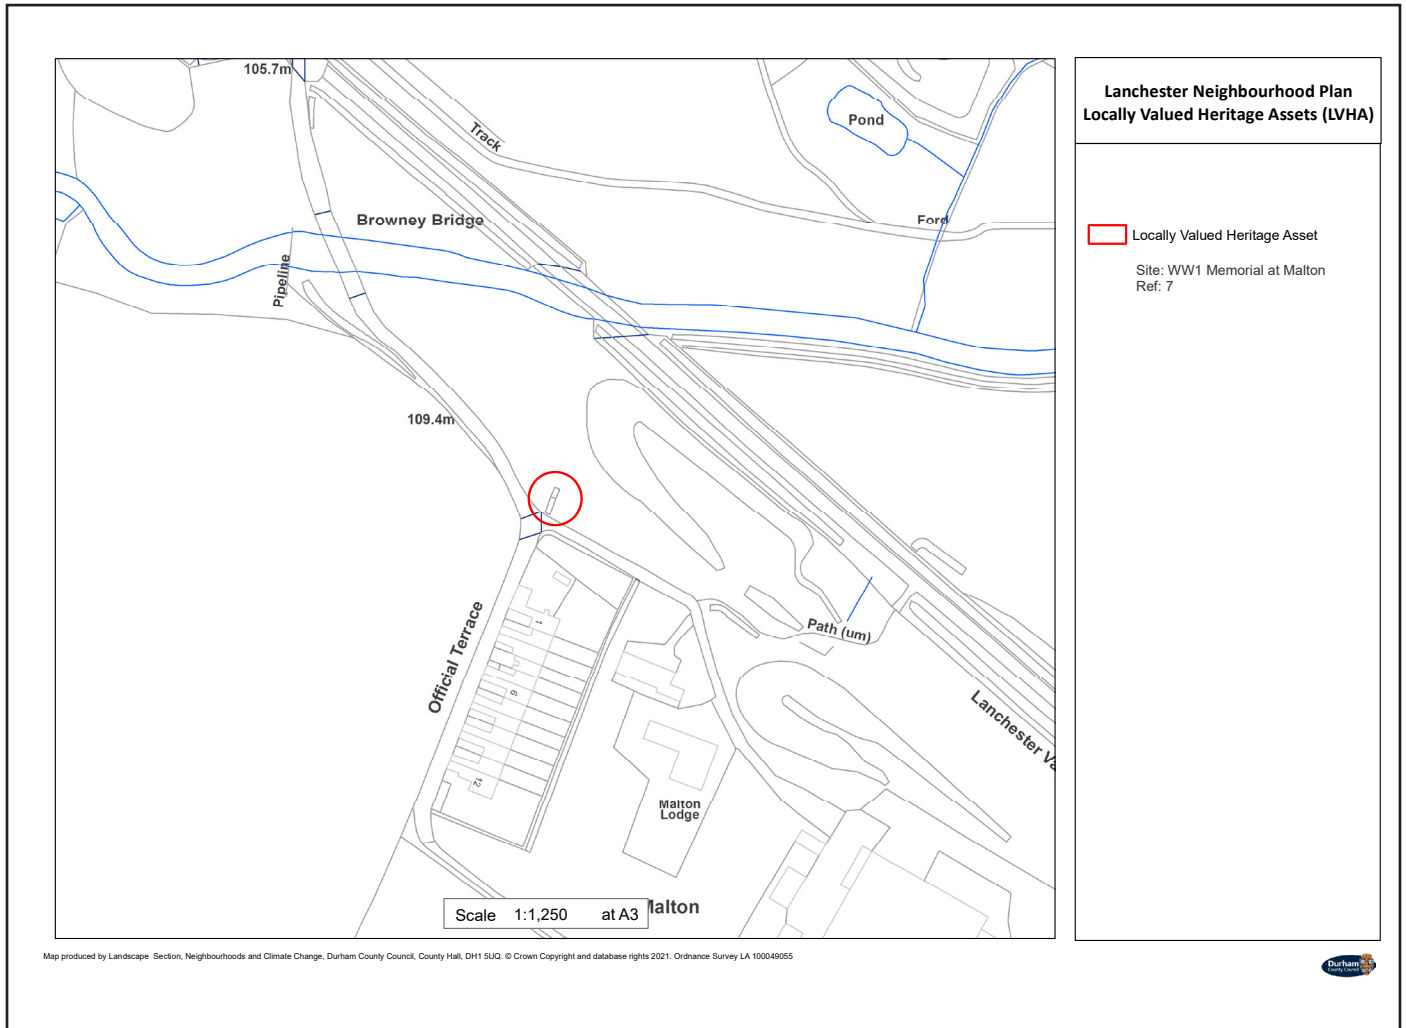 105.7m
Track
Pond
Browney Bridge
Ford
Pipeline
109.4m
Official Terrace
1
6
12
Path (um)
Lanchester Va
Malton
Lodge
Malton
Scale 1:1,250 at A3
Lanchester Neighbourhood Plan
Locally Valued Heritage Assets (LVHA)
Locally Valued Heritage Asset
Site: WW1 Memorial at Malton
Ref: 7
Map produced by Landscape Section, Neighbourhoods and Climate Change, Durham County Council, County Hall, DH1 5UQ. © Crown Copyright and database rights 2021. Ordnance Survey LA 100049055
Durham
County Council